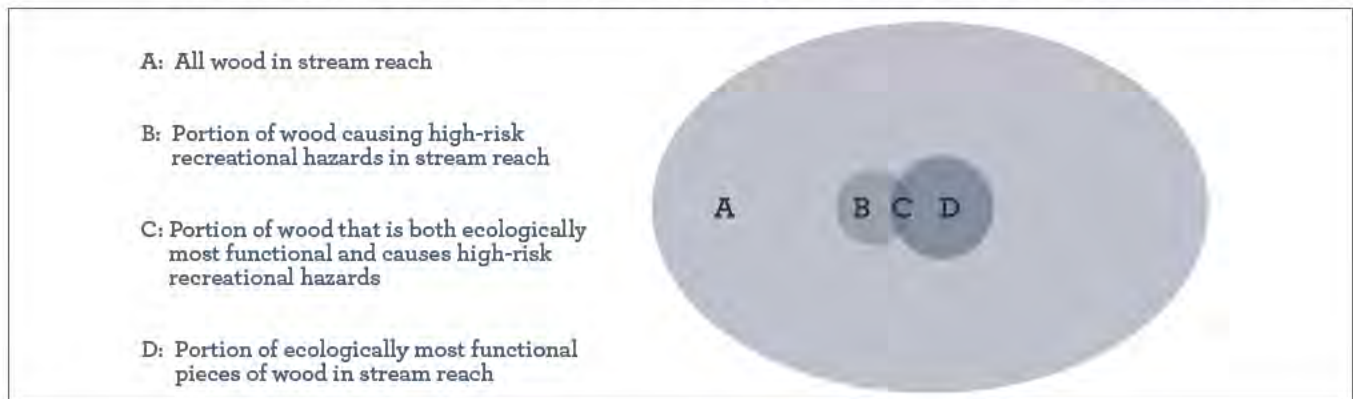 A: All wood in stream reach
B: Portion of wood causing high-risk
recreational hazards in stream reach
C: Portion of wood that is both ecologically
most functional and causes high-risk
recreational hazards
D: Portion of ecologically most functional
pieces of wood in stream reach
A B C D